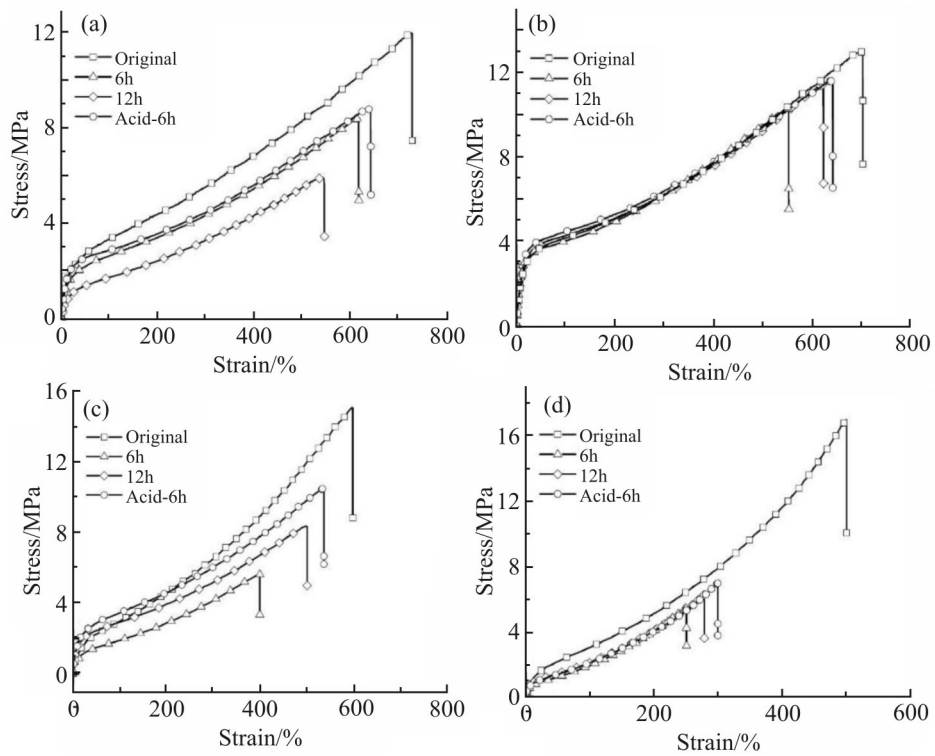 (a)
12
8
4
0
Stress/MPa
Original
6h
12h
Acid-6h
0 200 400 600 800
Strain/%
(b)
12
8
4
0
Stress/MPa
Original
6h
12h
Acid-6h
0 200 400 600 800
Strain/%
(c)
16
12
8
4
0
Stress/MPa
Original
6h
12h
Acid-6h
0 200 400 600 800
Strain/%
(d)
16
12
8
4
0
Stress/MPa
Original
6h
12h
Acid-6h
0 200 400 600
Strain/%